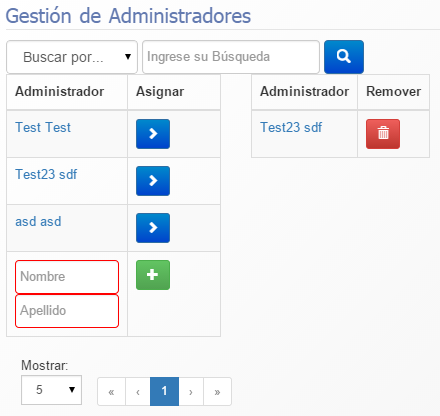 Gestión de Administradores
Buscar por...
Ingrese su Búsqueda
Administrador Asignar
Test Test
Test23 sdf
asd asd
Nombre
Apellido
Administrador Remover
Test23 sdf
Mostrar:
5
« ‹ 1 › »